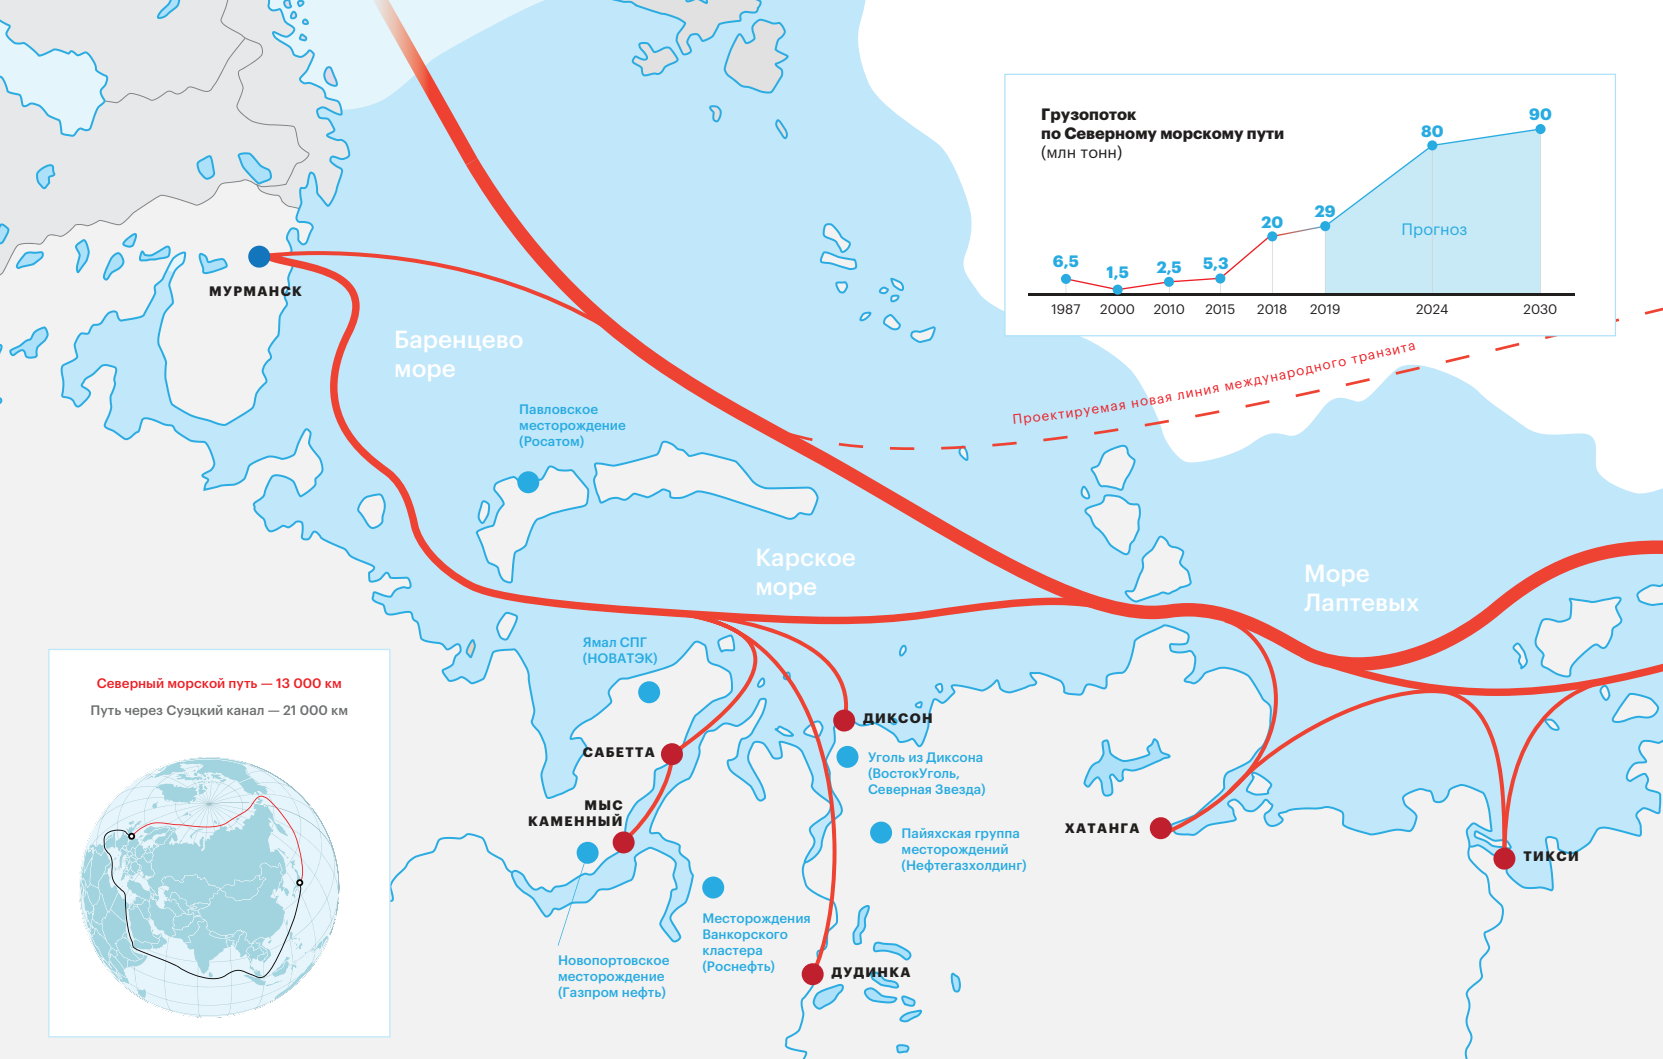 Грузопоток
по Северному морскому пути
(млн тонн)
6,5
1,5
2,5
5,3
20
29
80
90
Прогноз
1987
2000
2010
2015
2018
2019
2024
2030
Проектируемая новая линия международного транзита
МУРМАНСК
Баренцево
море
Павловское
месторождение
(Росатом)
Карское
море
Море
Лаптевых
Ямал СПГ
(НОВАТЭК)
САБЕТТА
МЫС
КАМЕННЫЙ
ДИКСОН
Уголь из Диксона
(ВостокУголь,
Северная Звезда)
Пайяхская группа
месторождений
(Нефтегазхолдинг)
ХАТАНГА
ТИКСИ
Месторождения
Ванкорского
кластера
(Роснефть)
Новопортовское
месторождение
(Газпром нефть)
ДУДИНКА
Северный морской путь — 13 000 км
Путь через Суэцкий канал — 21 000 км